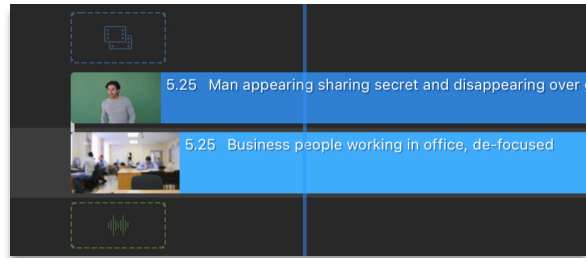 5.25 Man appearing sharing secret and disappearing over
5.25 Business people working in office, de-focused